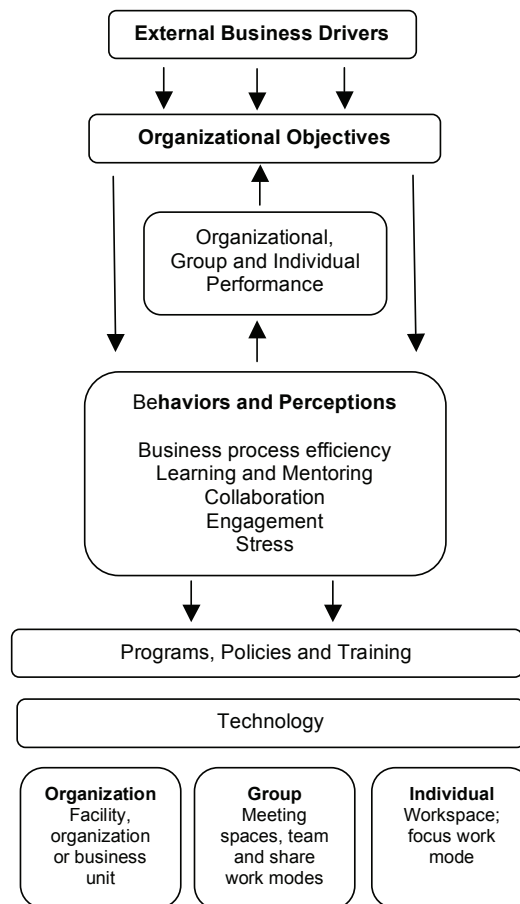 External Business Drivers
Organizational Objectives
Organizational,
Group and Individual
Performance
Behaviors and Perceptions
Business process efficiency
Learning and Mentoring
Collaboration
Engagement
Stress
Programs, Policies and Training
Technology
Organization
Facility,
organization
or business
unit
Group
Meeting
spaces, team
and share
work modes
Individual
Workspace;
focus work
mode